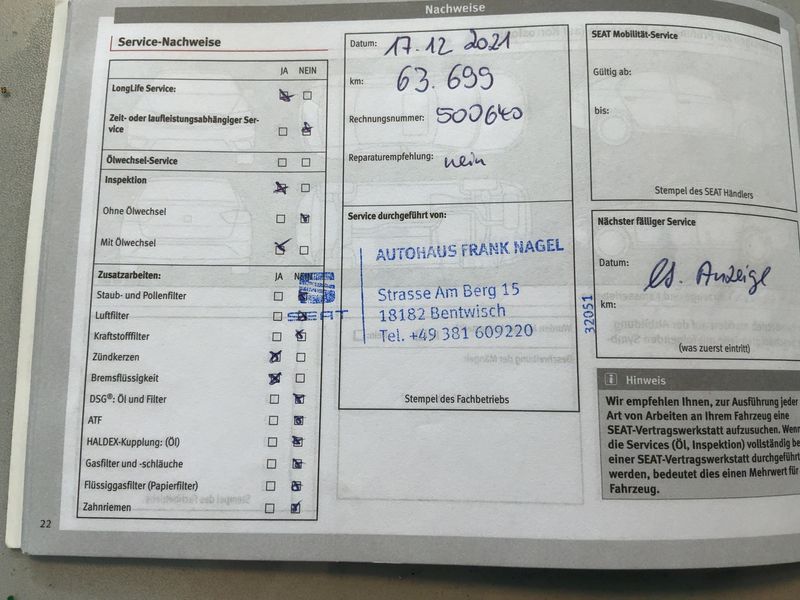 Nachweise
Service-Nachweise
JA NEIN
LongLife Service:
Zeit- oder laufleistungsabhängiger Ser-
vice
Ölwechsel-Service
Inspektion
Ohne Ölwechsel
Mit Ölwechsel
Zusatzarbeiten: JA NEIN
Staub- und Pollenfilter
Luftfilter
Kraftstofffilter
Zündkerzen
Bremsflüssigkeit
DSG®: Öl und Filter
ATF
HALDEX-Kupplung: (Öl)
Gasfilter und -schläuche
Flüssiggasfilter (Papierfilter)
Zahnriemen
22
SEAT
Datum: 17.12 2021
km: 63.699
Rechnungsnummer: 500640
Reparaturempfehlung: nein
Service durchgeführt von:
AUTOHAUS FRANK NAGEL
Strasse Am Berg 15
18182 Bentwisch
Tel. +49 381 609220
32051
Stempel des Fachbetriebs
SEAT Mobilität-Service
Gültig ab:
bis:
Stempel des SEAT Händlers
Nächster fälliger Service
Datum:
lt. Anzeige
km:
(was zuerst eintritt)
i Hinweis
Wir empfehlen Ihnen, zur Ausführung jeder
Art von Arbeiten an Ihrem Fahrzeug eine
SEAT-Vertragswerkstatt aufzusuchen. Wenn
die Services (Öl, Inspektion) vollständig be
einer SEAT-Vertragswerkstatt durchgeführt
werden, bedeutet dies einen Mehrwert für
Fahrzeug.